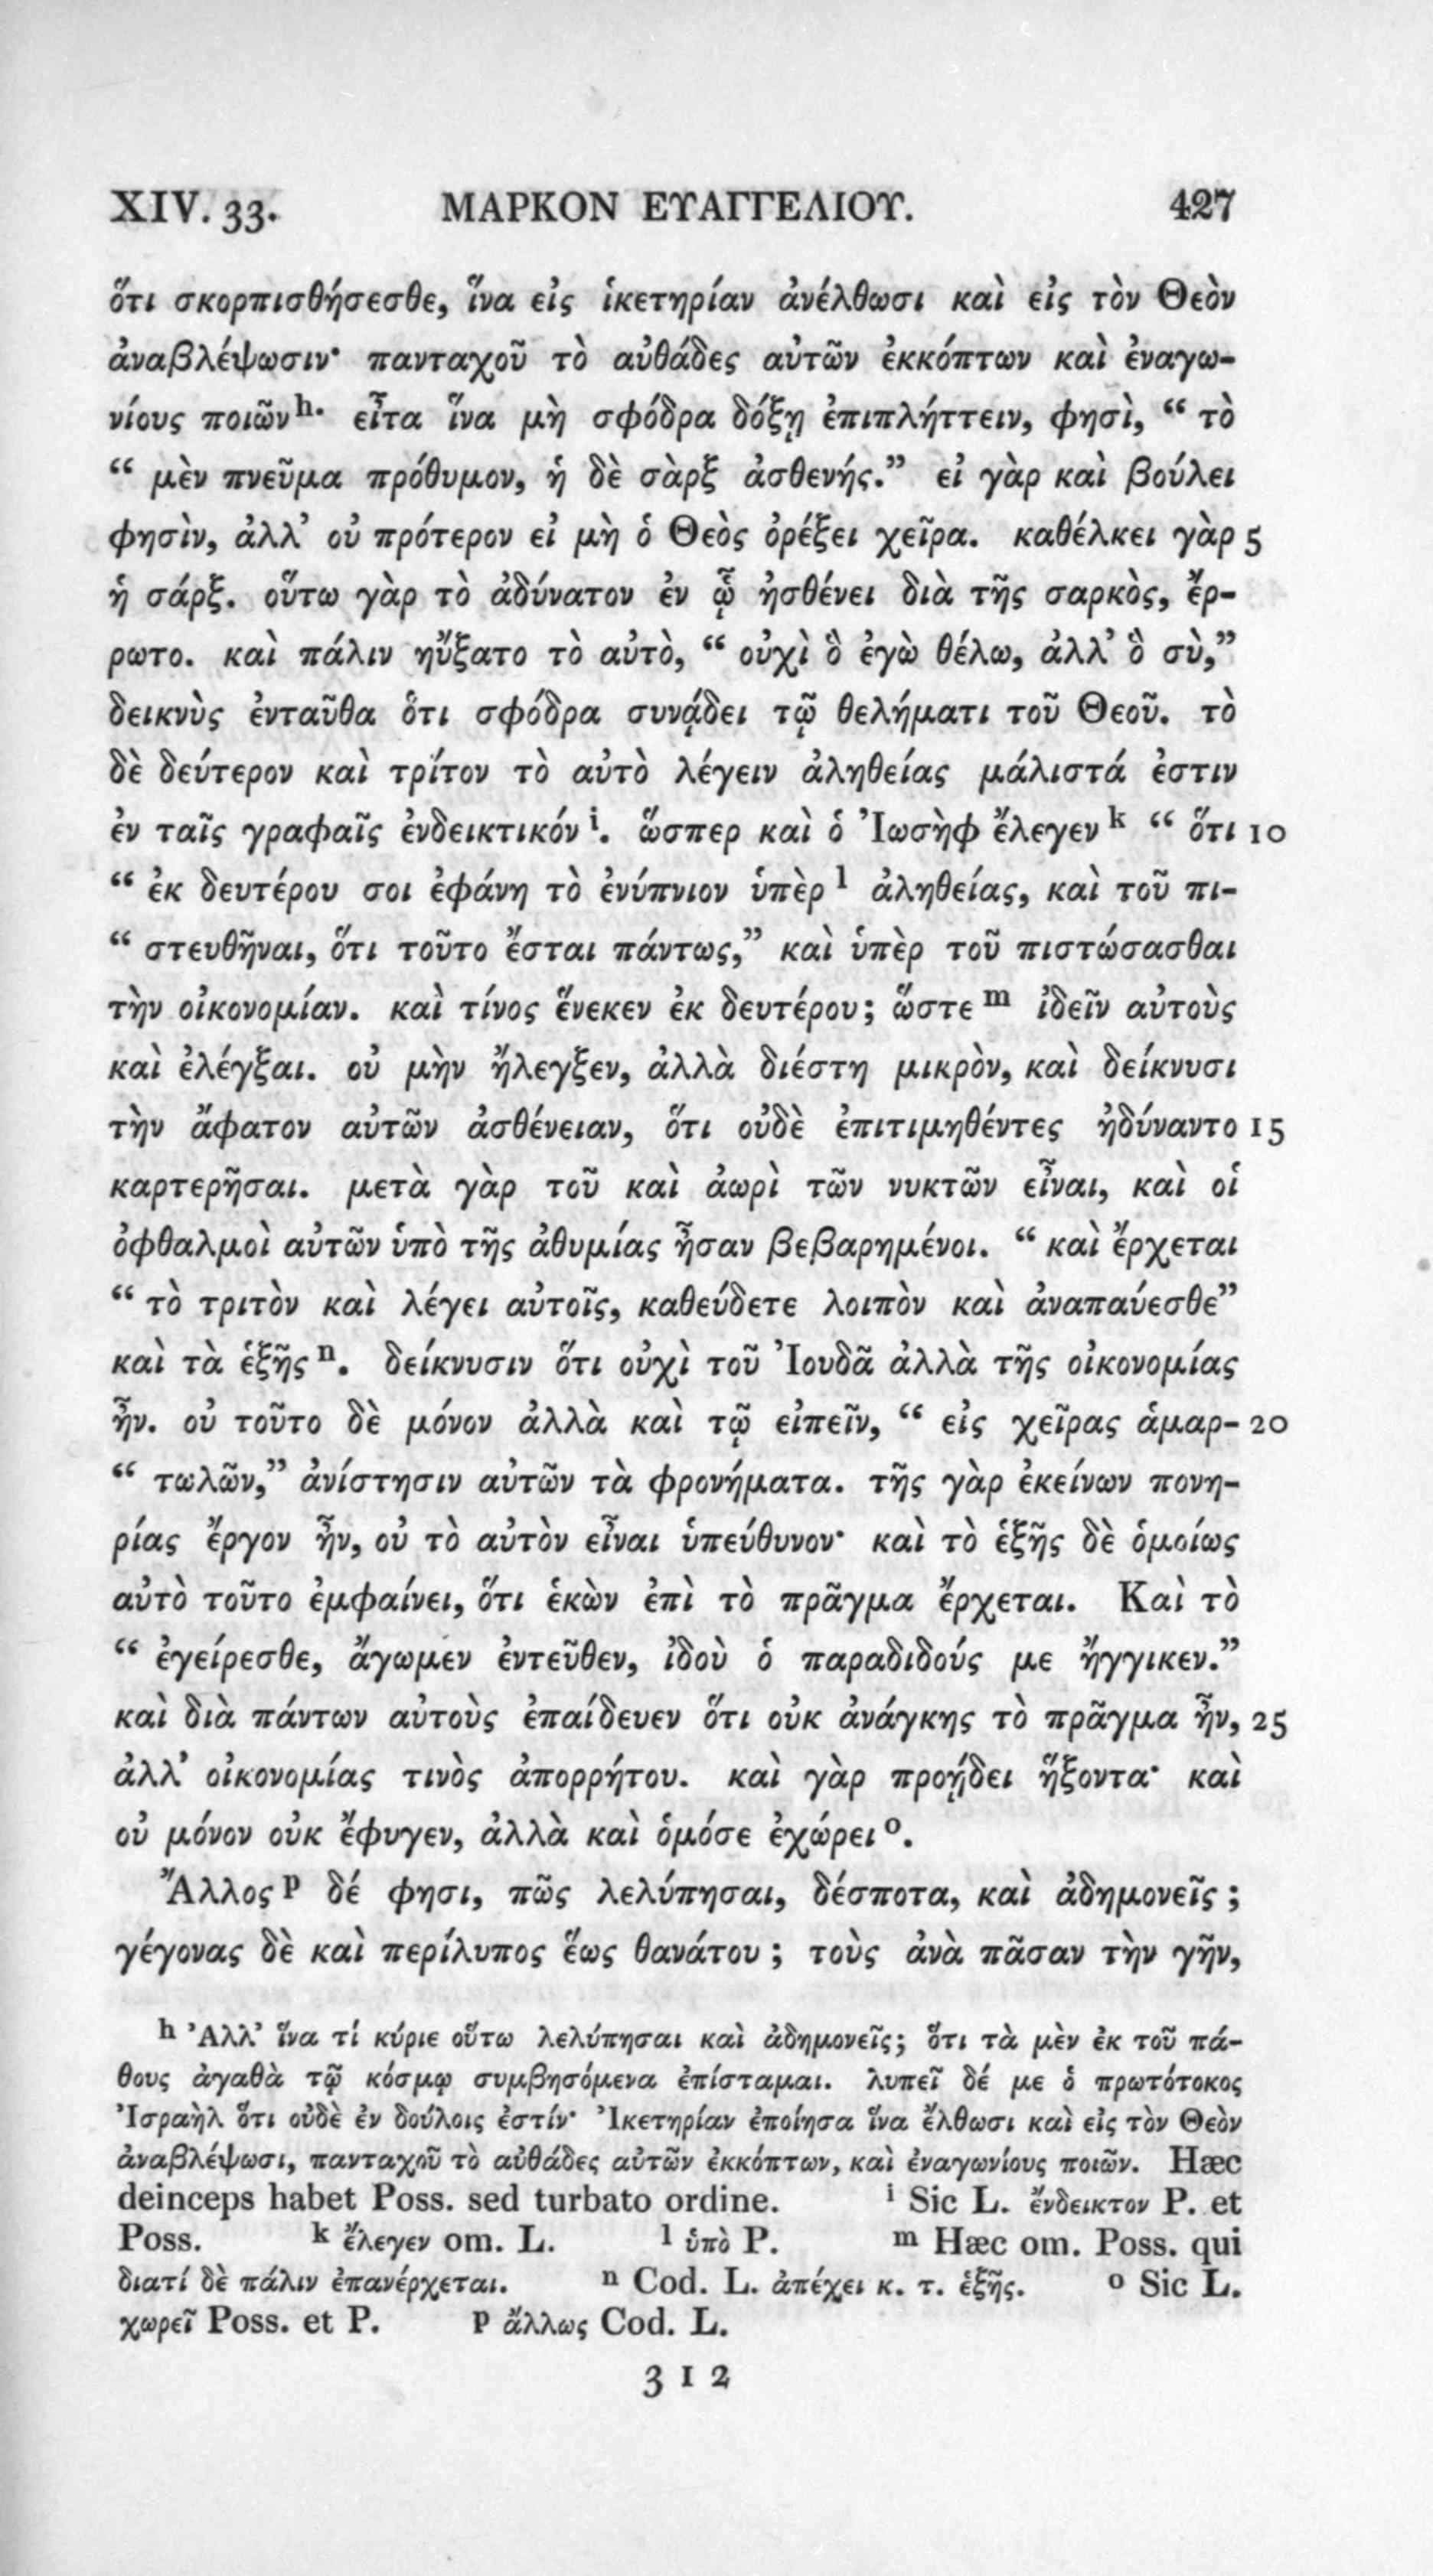 XIV. 33. ΜΑΡΚΟΝ ΕΥΑΓΓΕΛΙΟΥ. 427
ὅτι σκορπισθήσεσθε, ἵνα εἰς ἱκετηρίαν ἀνέλθωσι καὶ εἰς τὸν Θεὸν
ἀναβλέψωσιν· πανταχοῦ τὸ αὐθάδες αὐτῶν ἐκκόπτων καὶ ἐναγω-
νίους ποιῶν h· εἶτα ἵνα μὴ σφόδρα δόξῃ ἐπιπλήττειν, φησὶ, “ τὸ
“ μὲν πνεῦμα πρόθυμον, ἡ δὲ σὰρξ ἀσθενής.” εἰ γὰρ καὶ βούλει
φησὶν, ἀλλ’ οὐ πρότερον εἰ μὴ ὁ Θεὸς ὀρέξει χεῖρα. καθέλκει γὰρ 5
ἡ σάρξ. οὕτω γὰρ τὸ ἀδύνατον ἐν ᾧ ἠσθένει διὰ τῆς σαρκὸς, ἔρ-
ρωτο. καὶ πάλιν ηὔξατο τὸ αὐτὸ, “ οὐχὶ ὃ ἐγὼ θέλω, ἀλλ’ ὃ σὺ,”
δεικνὺς ἐνταῦθα ὅτι σφόδρα συνᾴδει τῷ θελήματι τοῦ Θεοῦ. τὸ
δὲ δεύτερον καὶ τρίτον τὸ αὐτὸ λέγειν ἀληθείας μάλιστά ἐστιν
ἐν ταῖς γραφαῖς ἐνδεικτικόν i. ὥσπερ καὶ ὁ Ἰωσὴφ ἔλεγεν k “ ὅτι 10
“ ἐκ δευτέρου σοι ἐφάνη τὸ ἐνύπνιον ὑπὲρ l ἀληθείας, καὶ τοῦ πι-
“ στευθῆναι, ὅτι τοῦτο ἔσται πάντως,” καὶ ὑπὲρ τοῦ πιστώσασθαι
τὴν οἰκονομίαν. καὶ τίνος ἕνεκεν ἐκ δευτέρου; ὥστε m ἰδεῖν αὐτοὺς
καὶ ἐλέγξαι. οὐ μὴν ἤλεγξεν, ἀλλὰ διέστη μικρὸν, καὶ δείκνυσι
τὴν ἄφατον αὐτῶν ἀσθένειαν, ὅτι οὐδὲ ἐπιτιμηθέντες ἠδύναντο 15
καρτερῆσαι. μετὰ γὰρ τοῦ καὶ ἀωρὶ τῶν νυκτῶν εἶναι, καὶ οἱ
ὀφθαλμοὶ αὐτῶν ὑπὸ τῆς ἀθυμίας ἦσαν βεβαρημένοι. “ καὶ ἔρχεται
“ τὸ τριτὸν καὶ λέγει αὐτοῖς, καθεύδετε λοιπὸν καὶ ἀναπαύεσθε”
καὶ τὰ ἑξῆς n. δείκνυσιν ὅτι οὐχὶ τοῦ Ἰουδᾶ ἀλλὰ τῆς οἰκονομίας
ἦν. οὐ τοῦτο δὲ μόνον ἀλλὰ καὶ τῷ εἰπεῖν, “ εἰς χεῖρας ἁμαρ- 20
“ τωλῶν,” ἀνίστησιν αὐτῶν τὰ φρονήματα. τῆς γὰρ ἐκείνων πονη-
ρίας ἔργον ἦν, οὐ τὸ αὐτὸν εἶναι ὑπεύθυνον· καὶ τὸ ἑξῆς δὲ ὁμοίως
αὐτὸ τοῦτο ἐμφαίνει, ὅτι ἑκὼν ἐπὶ τὸ πρᾶγμα ἔρχεται. Καὶ τὸ
“ ἐγείρεσθε, ἄγωμεν ἐντεῦθεν, ἰδοὺ ὁ παραδιδούς με ἤγγικεν.”
καὶ διὰ πάντων αὐτοὺς ἐπαίδευεν ὅτι οὐκ ἀνάγκης τὸ πρᾶγμα ἦν, 25
ἀλλ’ οἰκονομίας τινὸς ἀπορρήτου. καὶ γὰρ προῄδει ἥξοντα· καὶ
οὐ μόνον οὐκ ἔφυγεν, ἀλλὰ καὶ ὁμόσε ἐχώρει o.
Ἄλλος p δέ φησι, πῶς λελύπησαι, δέσποτα, καὶ ἀδημονεῖς ;
γέγονας δὲ καὶ περίλυπος ἕως θανάτου ; τοὺς ἀνὰ πᾶσαν τὴν γῆν,
h Ἀλλ’ ἵνα τί κύριε οὕτω λελύπησαι καὶ ἀδημονεῖς; ὅτι τὰ μὲν ἐκ τοῦ πά-
θους ἀγαθὰ τῷ κόσμῳ συμβησόμενα ἐπίσταμαι. λυπεῖ δέ με ὁ πρωτότοκος
Ἰσραὴλ ὅτι οὐδὲ ἐν δούλοις ἐστίν· Ἰκετηρίαν ἐποίησα ἵνα ἔλθωσι καὶ εἰς τὸν Θεὸν
ἀναβλέψωσι, πανταχοῦ τὸ αὐθάδες αὐτῶν ἐκκόπτων, καὶ ἐναγωνίους ποιῶν. Hæc
deinceps habet Poss. sed turbato ordine. i Sic L. ἔνδεικτον P. et
Poss. k ἔλεγεν om. L. l ὑπὸ P. m Hæc om. Poss. qui
διατί δὲ πάλιν ἐπανέρχεται. n Cod. L. ἀπέχει κ. τ. ἑξῆς. o Sic L.
χωρεῖ Poss. et P. p ἄλλως Cod. L.
3 I 2